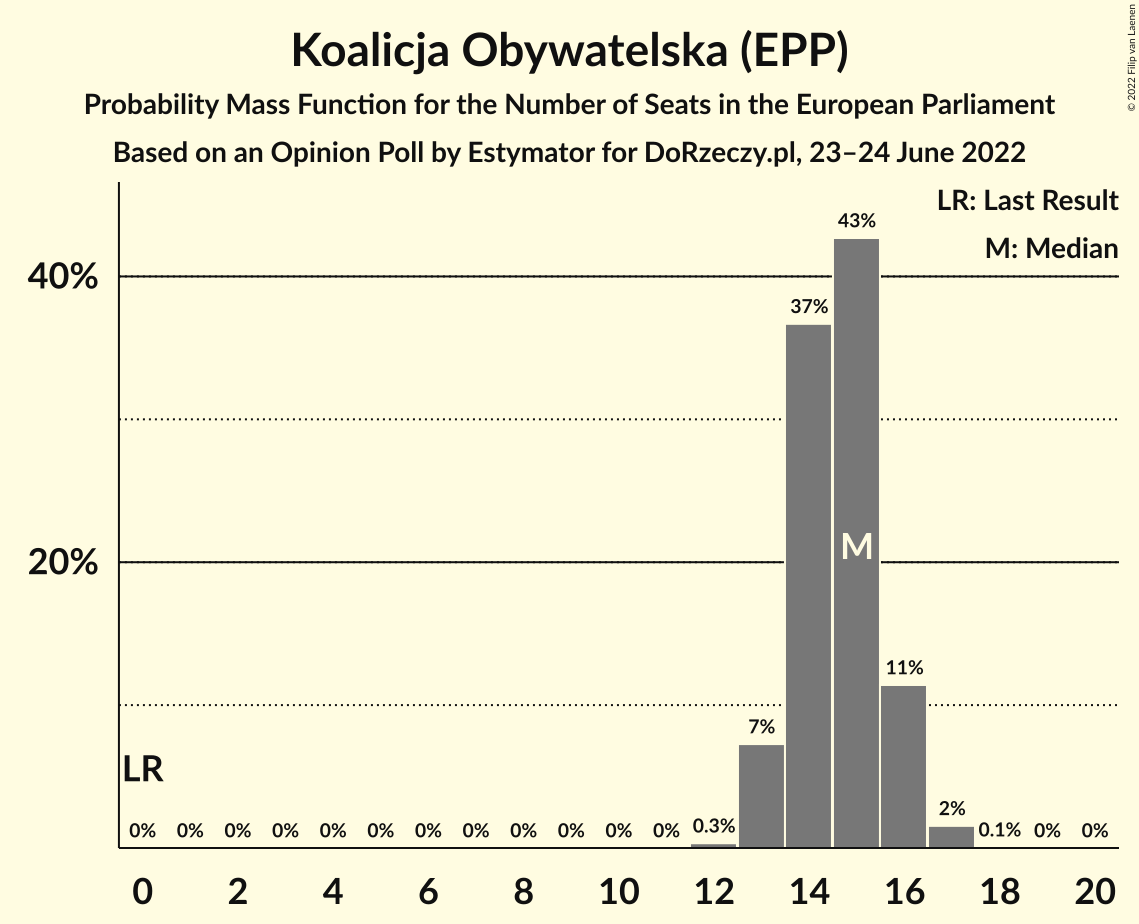 Koalicja Obywatelska (EPP)
Probability Mass Function for the Number of Seats in the European Parliament
Based on an Opinion Poll by Estymator for DoRzeczy.pl, 23–24 June 2022
© 2022 Filip van Laenen
LR: Last Result
M: Median
43%
40%
37%
M
20%
11%
7%
LR
2%
0% 0% 0% 0% 0% 0% 0% 0% 0% 0% 0% 0% 0.3% 0.1% 0% 0%
0 2 4 6 8 10 12 14 16 18 20